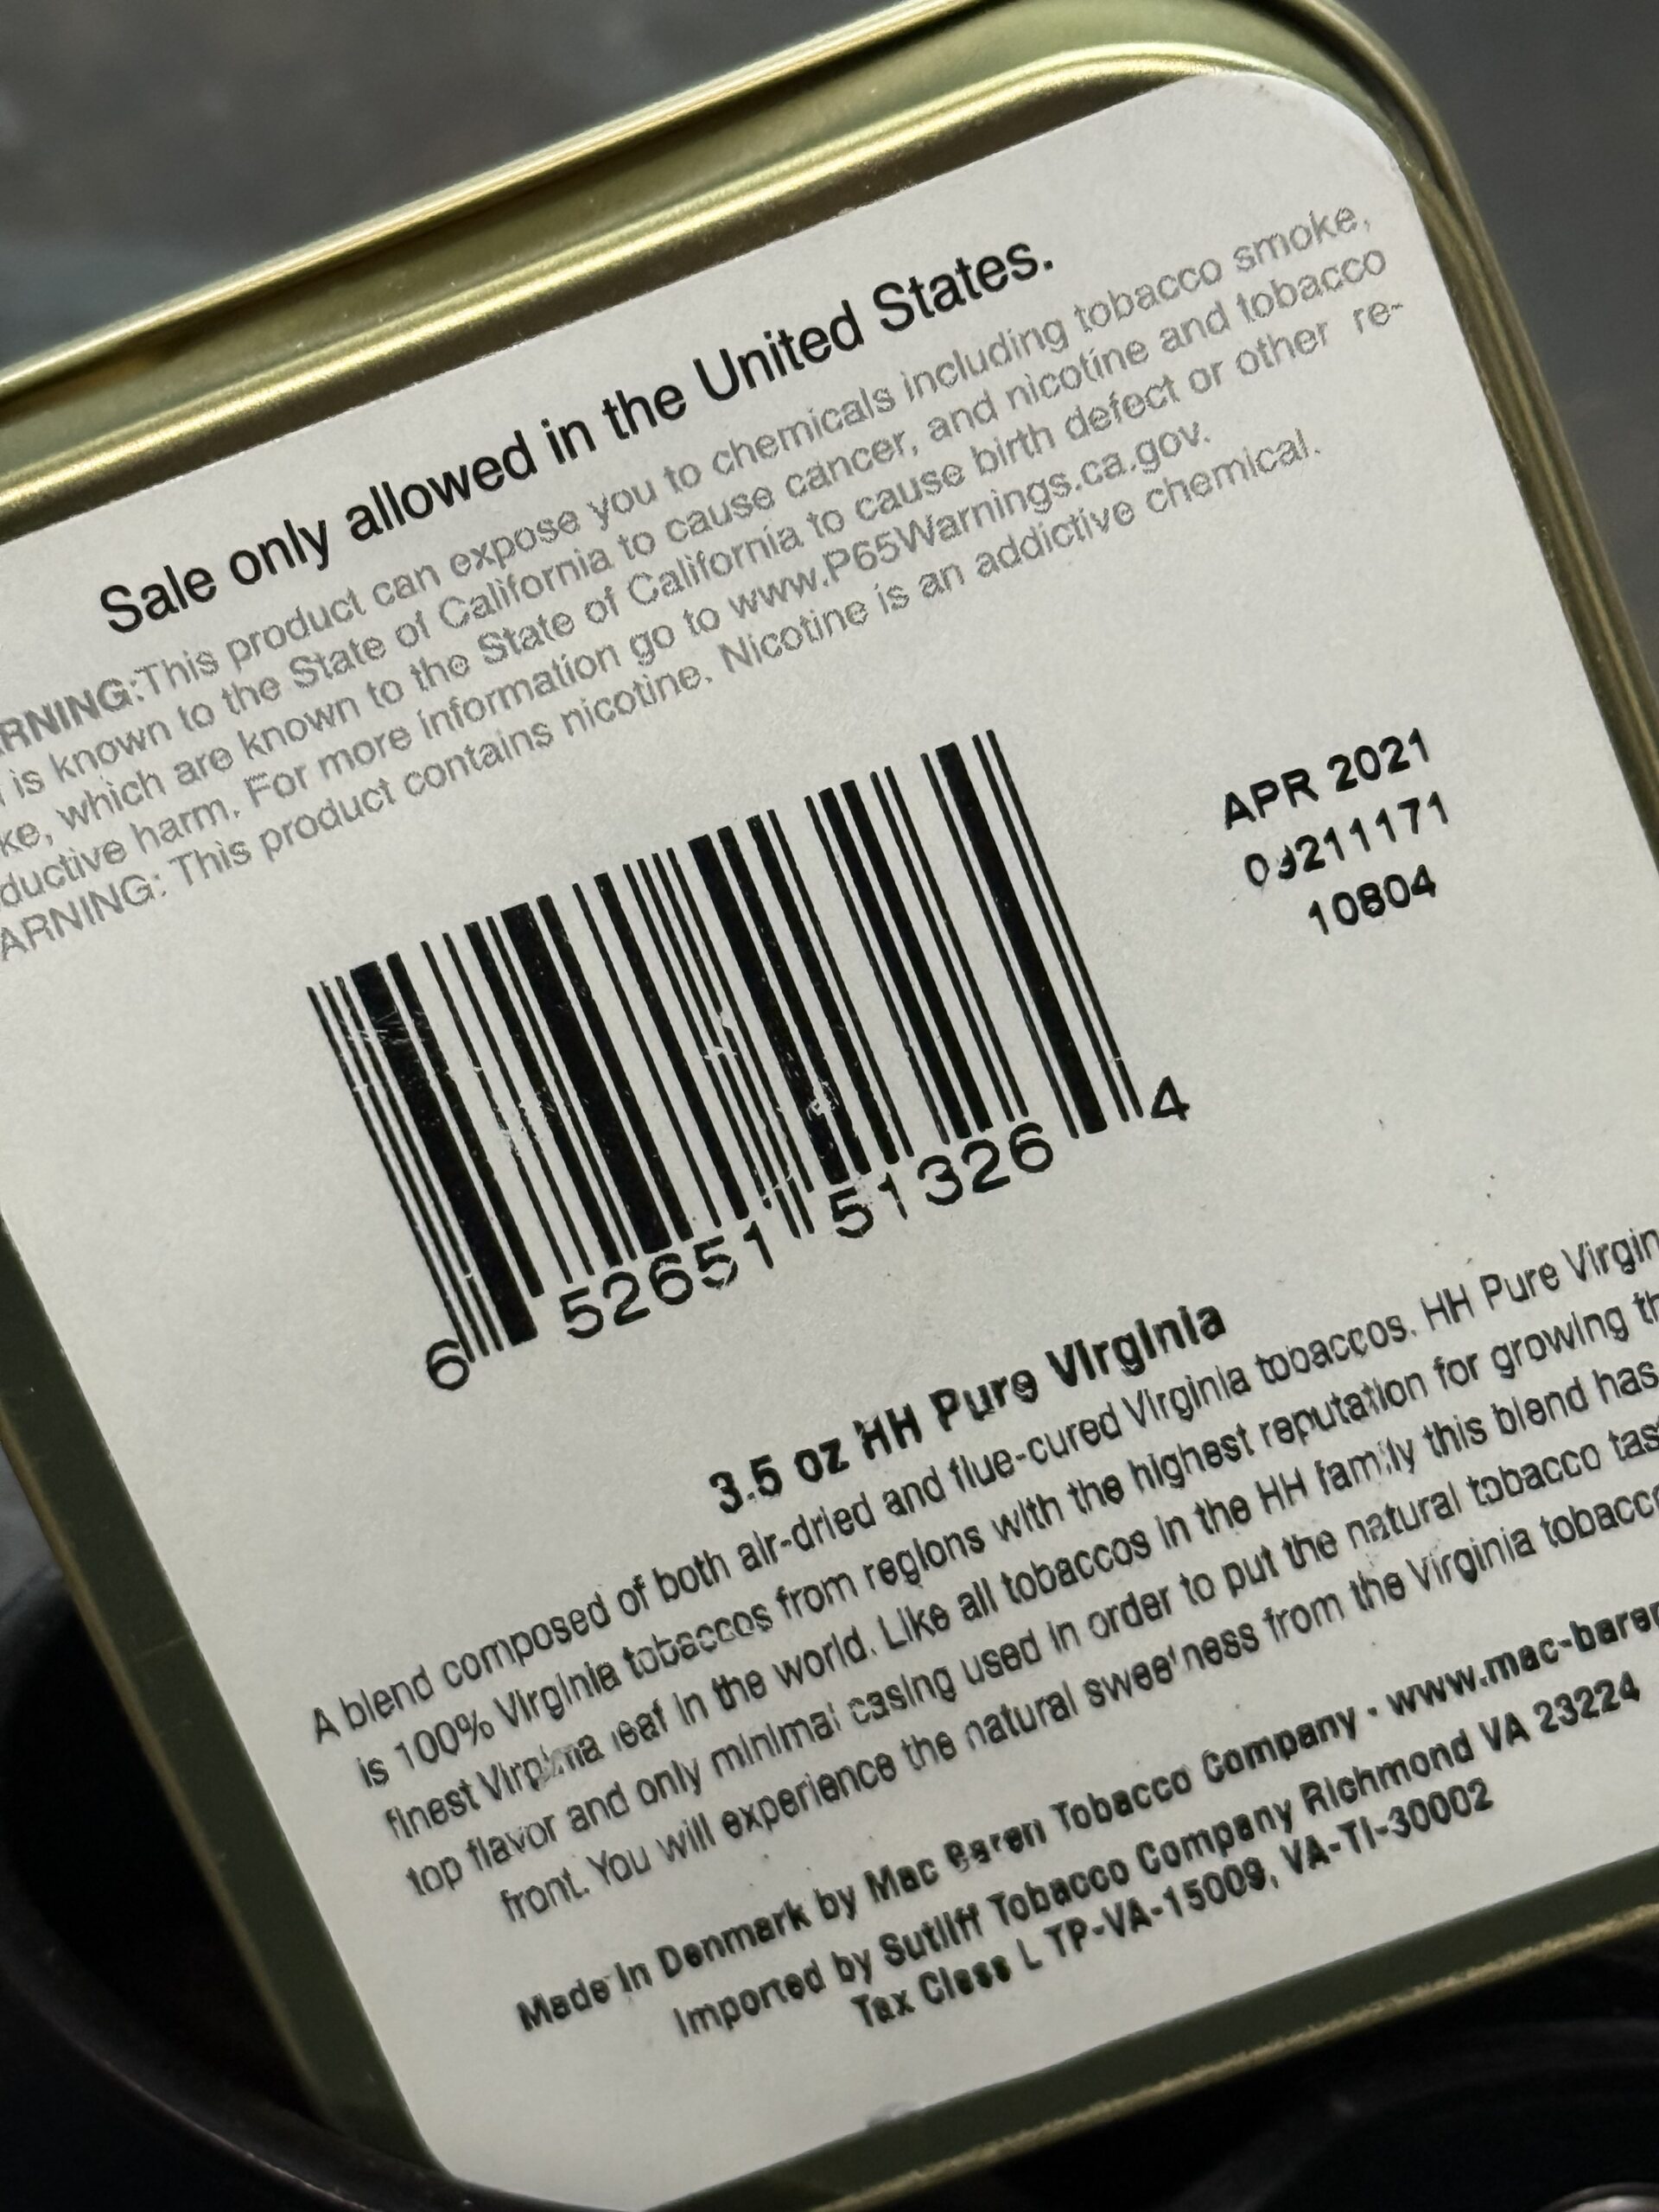 Sale only allowed in the United States.
RNING:This product can expose you to chemicals including tobacco smoke,
is known to the State of California to cause cancer, and nicotine and tobacco
ke, which are known to the State of California to cause birth defect or other re-
ductive harm. For more information go to www.P65Warnings.ca.gov.
ARNING: This product contains nicotine. Nicotine is an addictive chemical.
APR 2021
211171
10804
6 52651 51326 4
3.5 oz HH Pure Virginia
A blend composed of both air-dried and flue-cured Virginia tobaccos. HH Pure Virgin
is 100% Virginia tobaccos from regions with the highest reputation for growing th
finest Virginia leaf in the world. Like all tobaccos in the HH family this blend has
top flavor and only minimal casing used in order to put the natural tobacco tas
front. You will experience the natural sweetness from the Virginia tobacco
Made In Denmark by Mac Baren Tobacco Company · www.mac-baren
Imported by Sutliff Tobacco Company Richmond VA 23224
Tax Class L TP-VA-15009, VA-TI-30002